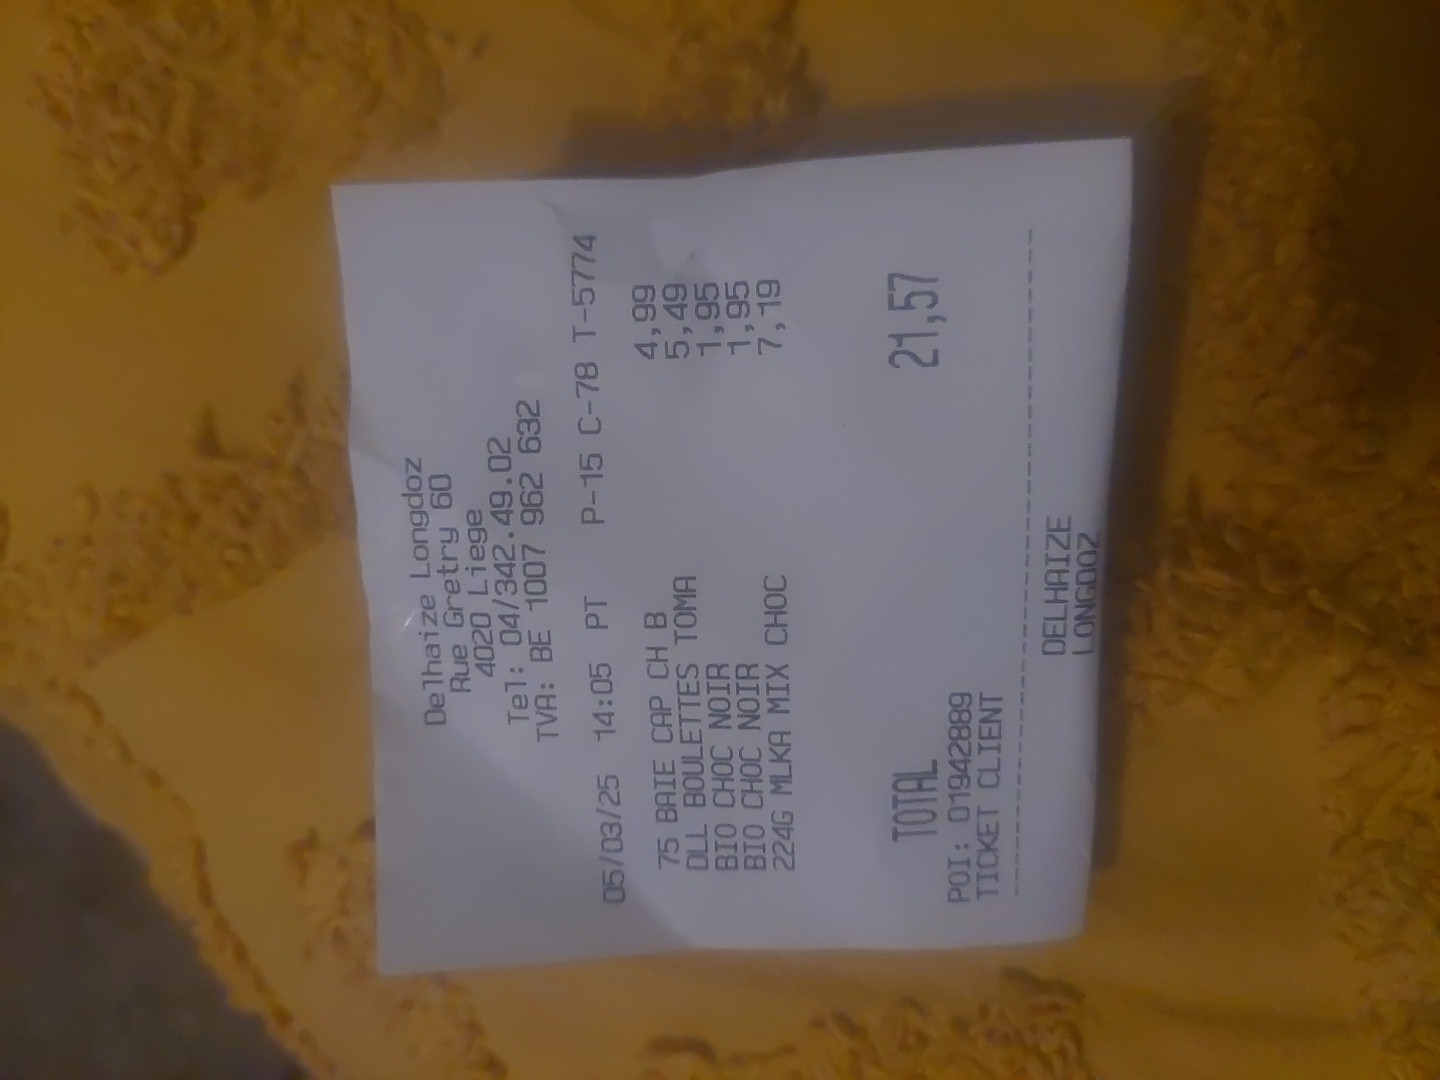 Delhaize Longdoz
Rue Gretry 60
4020 Liege
Tel: 04/342.49.02
TVA: BE 1007 962 632
05/03/25 14:05 PT P-15 C-78 T-5774
75 BAIE CAP CH B 4,99
DLL BOULETTES TOMA 5,49
BIO CHOC NOIR 1,95
BIO CHOC NOIR 1,95
224G MLKA MIX CHOC 7,19
TOTAL 21,57
POI: 01942889
TICKET CLIENT
DELHAIZE
LONGDOZ